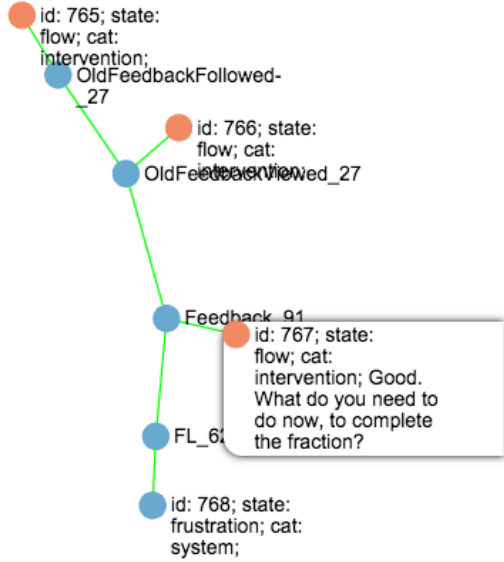 id: 765; state:
flow; cat:
intervention;
OldFeedbackFollowed-
_27
id: 766; state:
flow; cat:
intervention;
OldFeedbackViewed_27
Feedback_91
id: 767; state:
flow; cat:
intervention; Good.
What do you need to
do now, to complete
the fraction?
id: 768; state:
frustration; cat:
system;